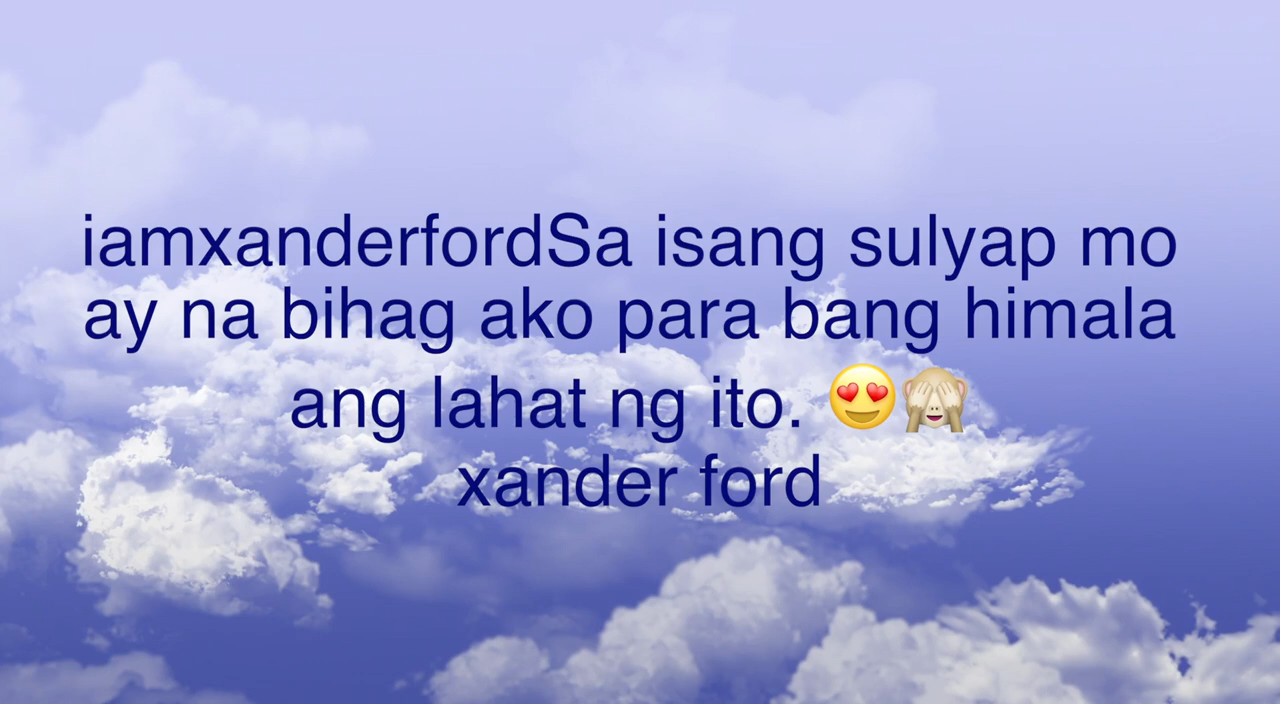 iamxanderfordSa isang sulyap mo
ay na bihag ako para bang himala
ang lahat ng ito. 😍🙈
xander ford